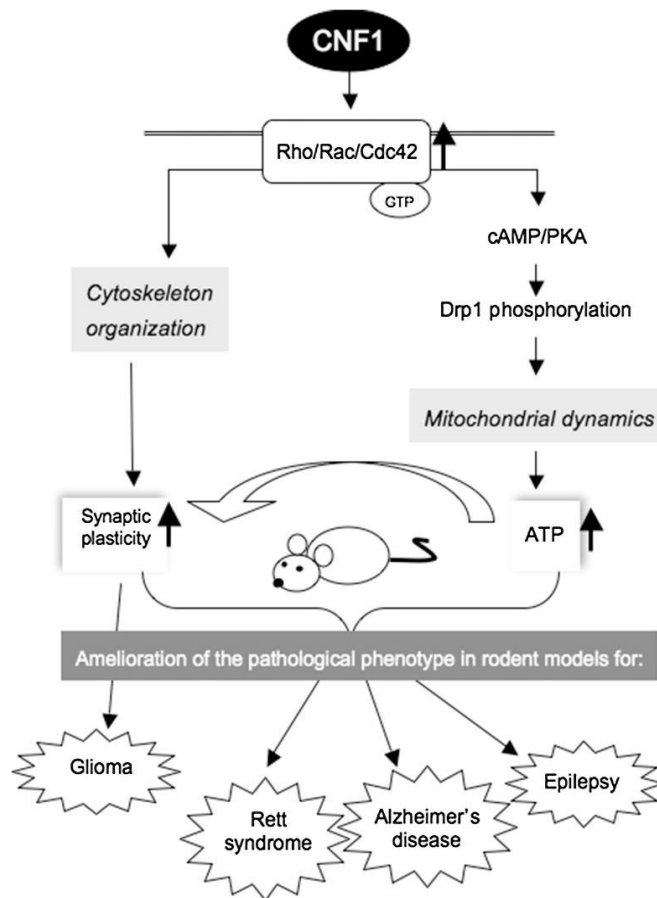 CNF1
Rho/Rac/Cdc42
GTP
cAMP/PKA
Cytoskeleton
organization
Drp1 phosphorylation
Mitochondrial dynamics
Synaptic
plasticity
ATP
Amelioration of the pathological phenotype in rodent models for:
Glioma
Rett
syndrome
Alzheimer's
disease
Epilepsy